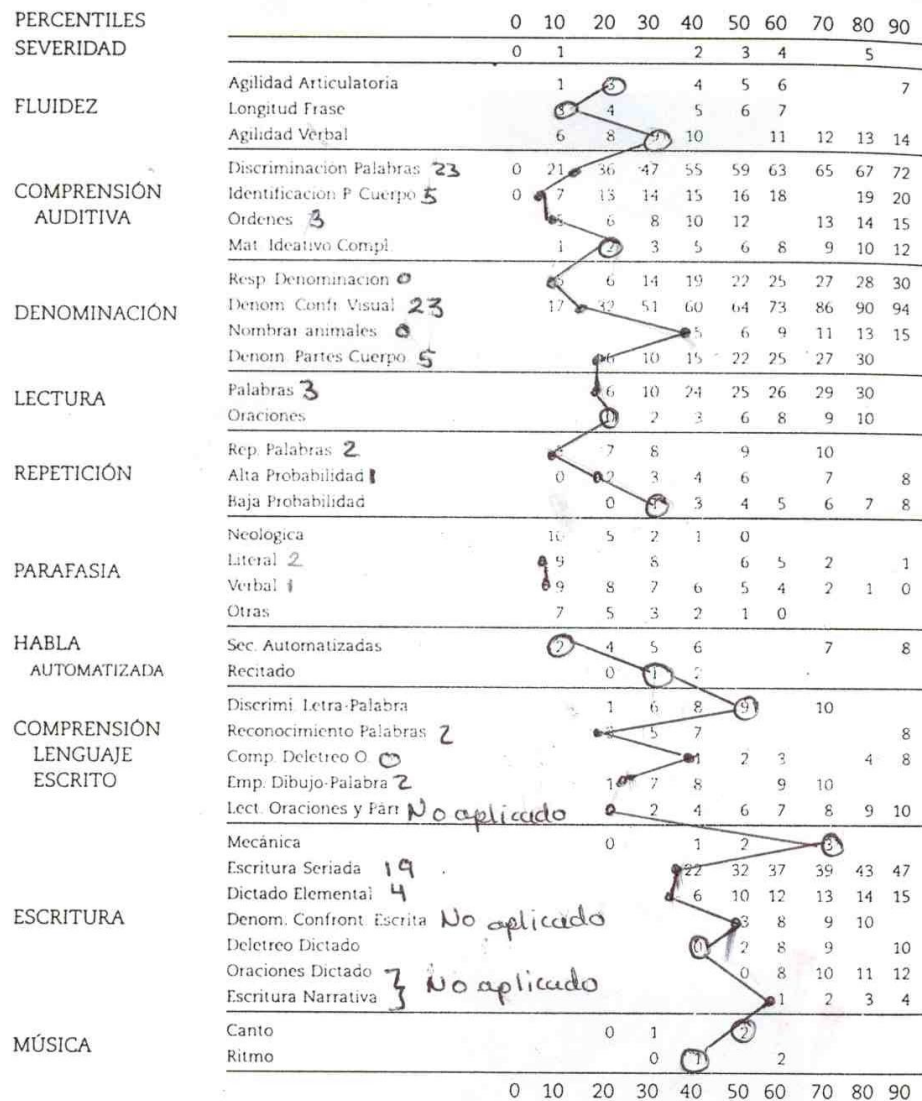 PERCENTILES 0 10 20 30 40 50 60 70 80 90
SEVERIDAD 0 1 2 3 4 5
FLUIDEZ
Agilidad Articulatoria 1 3 4 5 6 7
Longitud Frase 3 4 5 6 7
Agilidad Verbal 6 8 9 10 11 12 13 14
COMPRENSIÓN AUDITIVA
Discriminación Palabras 23 0 21 36 47 55 59 63 65 67 72
Identificacion P Cuerpo 5 0 7 13 14 15 16 18 19 20
Ordenes 3 5 6 8 10 12 13 14 15
Mat. Ideativo Compl. 1 2 3 5 6 8 9 10 12
DENOMINACIÓN
Resp Denominacion 0 5 6 14 19 22 25 27 28 30
Denom Confr. Visual 23 17 32 51 60 64 73 86 90 94
Nombrar animales 0 5 6 9 11 13 15
Denom. Partes Cuerpo 5 6 10 15 22 25 27 30
LECTURA
Palabras 3 6 10 24 25 26 29 30
Oraciones 0 2 3 6 8 9 10
REPETICIÓN
Rep. Palabras 2 7 8 9 10
Alta Probabilidad 1 0 2 3 4 6 7 8
Baja Probabilidad 0 1 3 4 5 6 7 8
PARAFASIA
Neológica 10 5 2 1 0
Literal 2 9 8 6 5 2 1
Verbal 1 9 8 7 6 5 4 2 1 0
Otras 7 5 3 2 1 0
HABLA AUTOMATIZADA
Sec. Automatizadas 2 4 5 6 7 8
Recitado 0 1 2
COMPRENSIÓN LENGUAJE ESCRITO
Discrimi. Letra-Palabra 1 6 8 9 10
Reconocimiento Palabras 2 5 7 8
Comp. Deletreo O. 0 1 2 3 4 8
Emp. Dibujo-Palabra 2 1 7 8 9 10
Lect. Oraciones y Párr No aplicado 2 4 6 7 8 9 10
ESCRITURA
Mecánica 0 1 2 3
Escritura Seriada 19 22 32 37 39 43 47
Dictado Elemental 4 6 10 12 13 14 15
Denom. Confront. Escrita No aplicado 3 8 9 10
Deletreo Dictado 0 2 8 9 10
Oraciones Dictado } No aplicado 0 8 10 11 12
Escritura Narrativa 1 2 3 4
MÚSICA
Canto 0 1 2
Ritmo 0 1 2
0 10 20 30 40 50 60 70 80 90